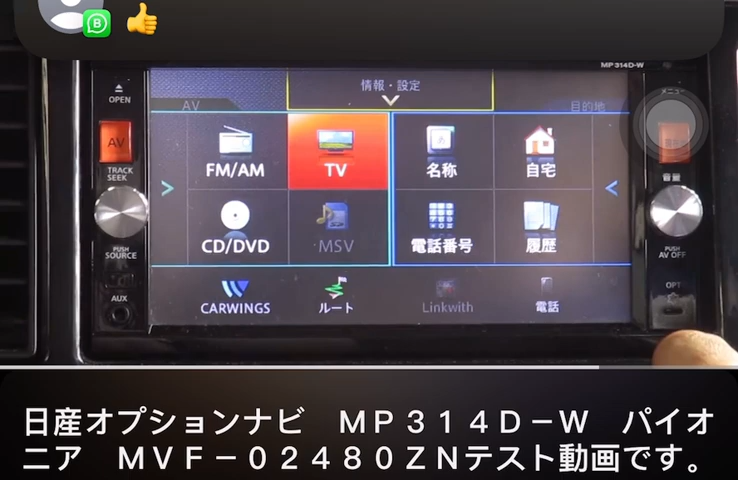 MP314D-W
OPEN
情報・設定
メニュー
AV
目的地
AV
FM/AM
TV
名称
自宅
TRACK
SEEK
音量
CD/DVD
MSV
電話番号
履歴
PUSH
SOURCE
PUSH
AV OFF
CARWINGS
ルート
Linkwith
電話
AUX
OPT
日産オプションナビ　ＭＰ３１４Ｄ－Ｗ　パイオ
ニア　ＭＶＦ－０２４８０ＺＮテスト動画です。